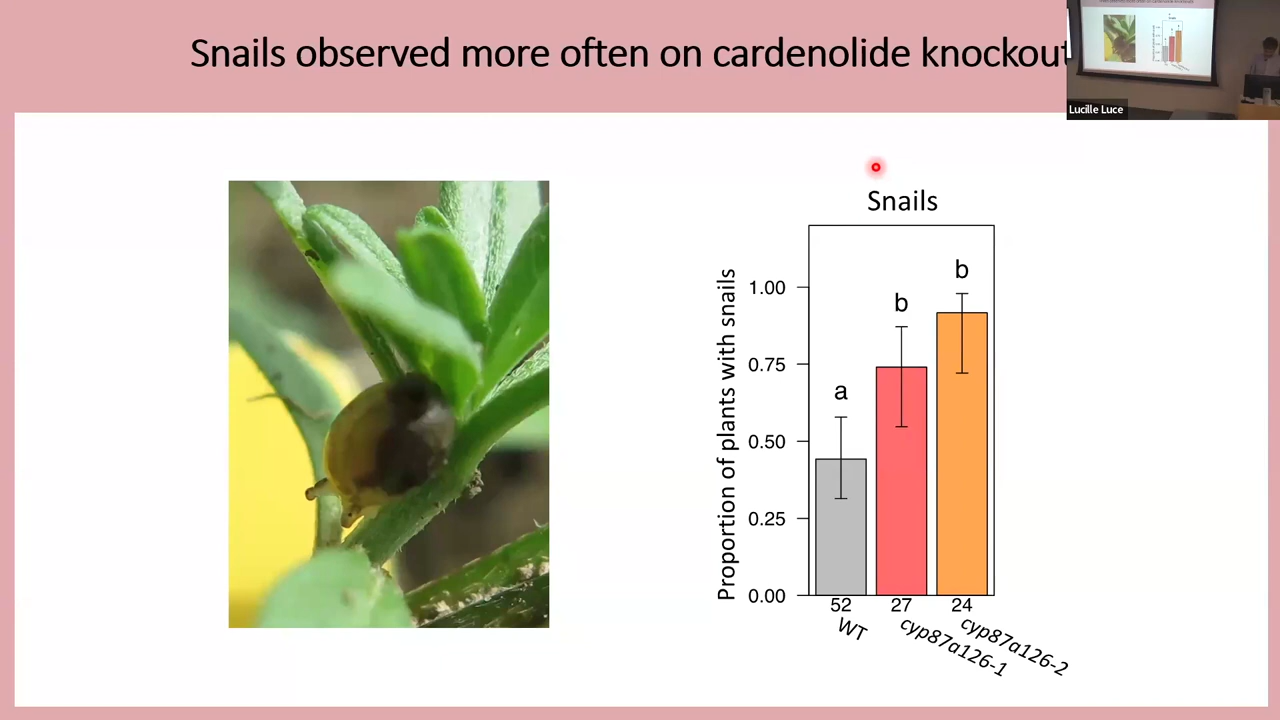 Snails observed more often on cardenolide knockout
Lucille Luce
Snails
Proportion of plants with snails
1.00
0.75
0.50
0.25
0.00
a
b
b
52
27
24
WT
cyp87a126-1
cyp87a126-2